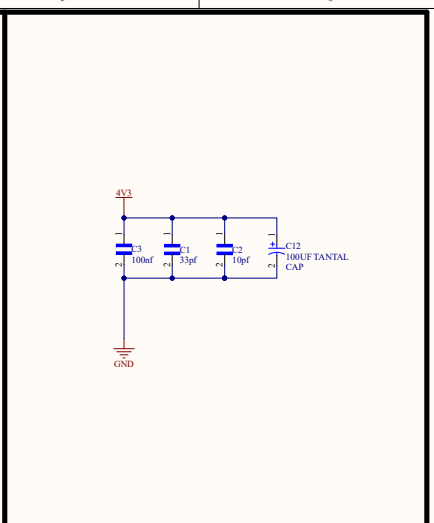 4V3
1
C3
100nf
2
1
C1
33pf
2
1
C2
10pf
2
1
+
C12
100UF TANTAL
CAP
2
GND